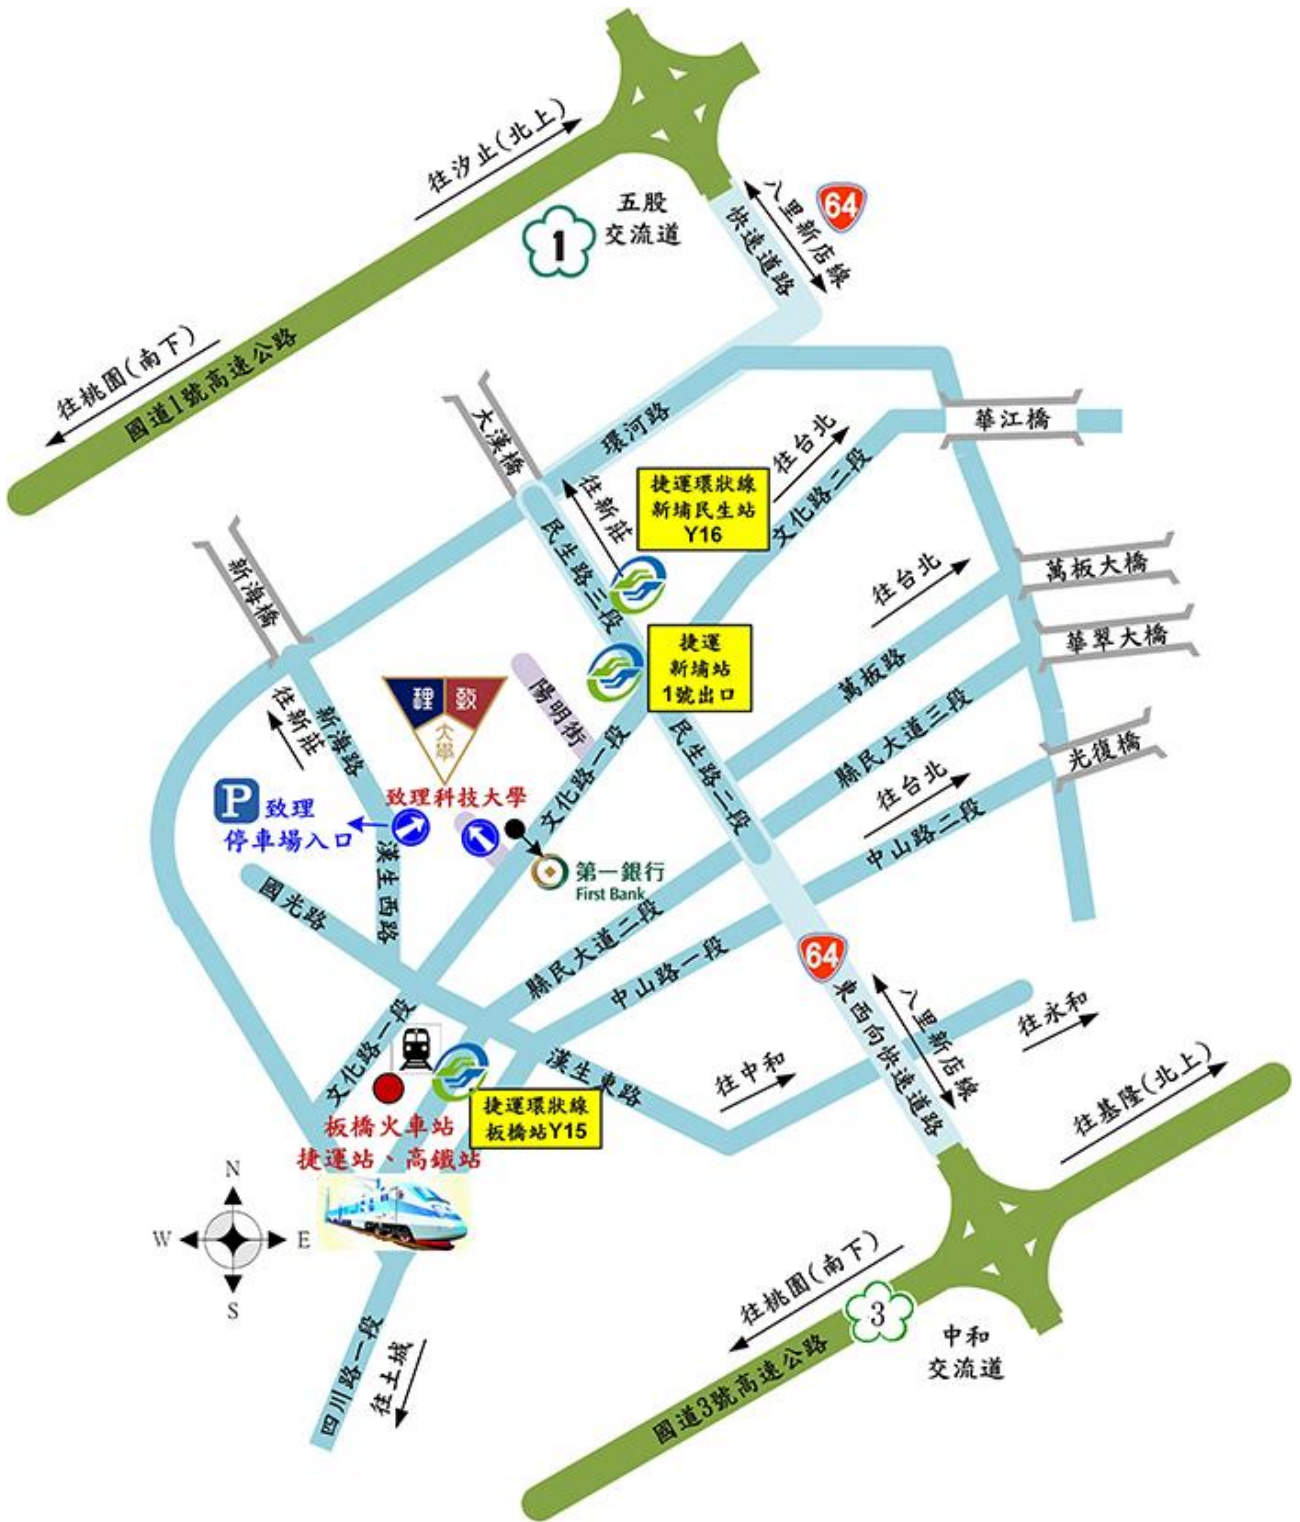 往汐止(北上)
五股
交流道
1
八里新店線
64
快速道路
往桃園(南下)
國道1號高速公路
大漢橋
環河路
往新莊
捷運環狀線
新埔民生站
Y16
往台北
文化路二段
華江橋
民生路三段
新海橋
往台北
萬板大橋
華翠大橋
捷運
新埔站
1號出口
萬板路
陽明街
理
致
大
學
往新莊
新海路
民生路二段
縣民大道三段
光復橋
P
致理
停車場入口
致理科技大學
文化路一段
往台北
中山路二段
漢生西路
第一銀行
First Bank
國光路
縣民大道二段
中山路一段
64
東西向快速道路
八里新店線
往永和
文化路一段
漢生東路
往中和
捷運環狀線
板橋站Y15
板橋火車站
捷運站、高鐵站
往基隆(北上)
N
W
E
S
往桃園(南下)
3
中和
交流道
國道3號高速公路
四川路一段
往土城